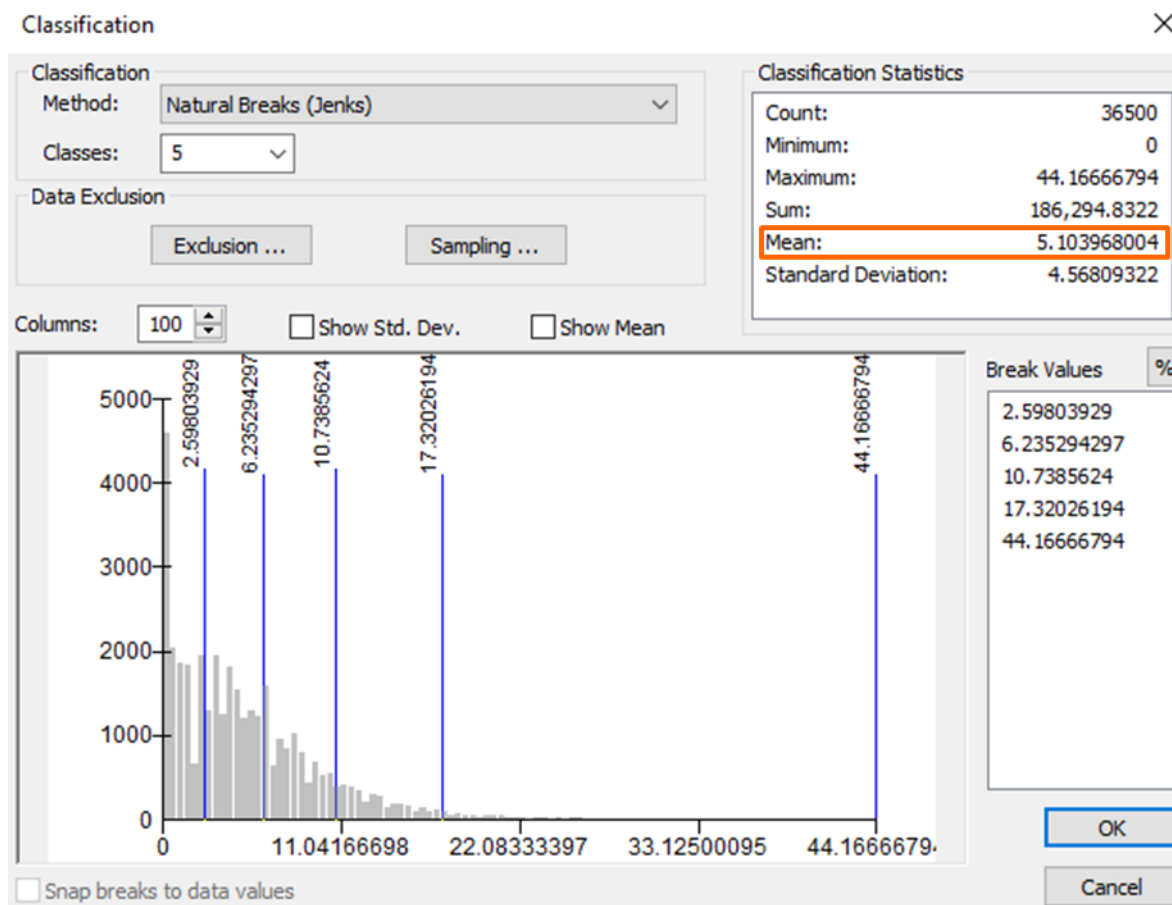 Classification
Classification
Method: Natural Breaks (Jenks)
Classes: 5
Data Exclusion
Exclusion ... Sampling ...
Classification Statistics
Count: 36500
Minimum: 0
Maximum: 44.16666794
Sum: 186,294.8322
Mean: 5.103968004
Standard Deviation: 4.56809322
Columns: 100 Show Std. Dev. Show Mean
2.59803929
6.235294297
10.7385624
17.32026194
44.16666794
5000
4000
3000
2000
1000
0
0 11.04166698 22.08333397 33.12500095 44.16666794
Break Values %
2.59803929
6.235294297
10.7385624
17.32026194
44.16666794
OK
Cancel
Snap breaks to data values